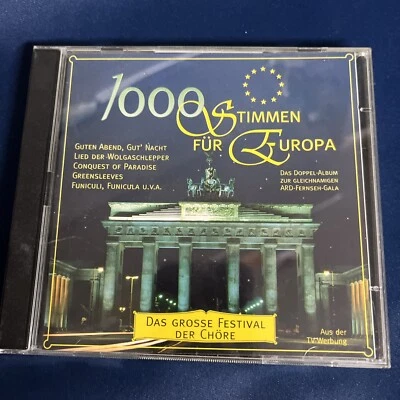 1000 STIMMEN
FÜR EUROPA
GUTEN ABEND, GUT' NACHT
LIED DER WOLGASCHLEPPER
CONQUEST OF PARADISE
GREENSLEEVES
FUNICULI, FUNICULA U.V.A.
DAS DOPPEL-ALBUM
ZUR GLEICHNAMIGEN
ARD-FERNSEH-GALA
DAS GROSSE FESTIVAL
DER CHÖRE
Aus der
TV-Werbung